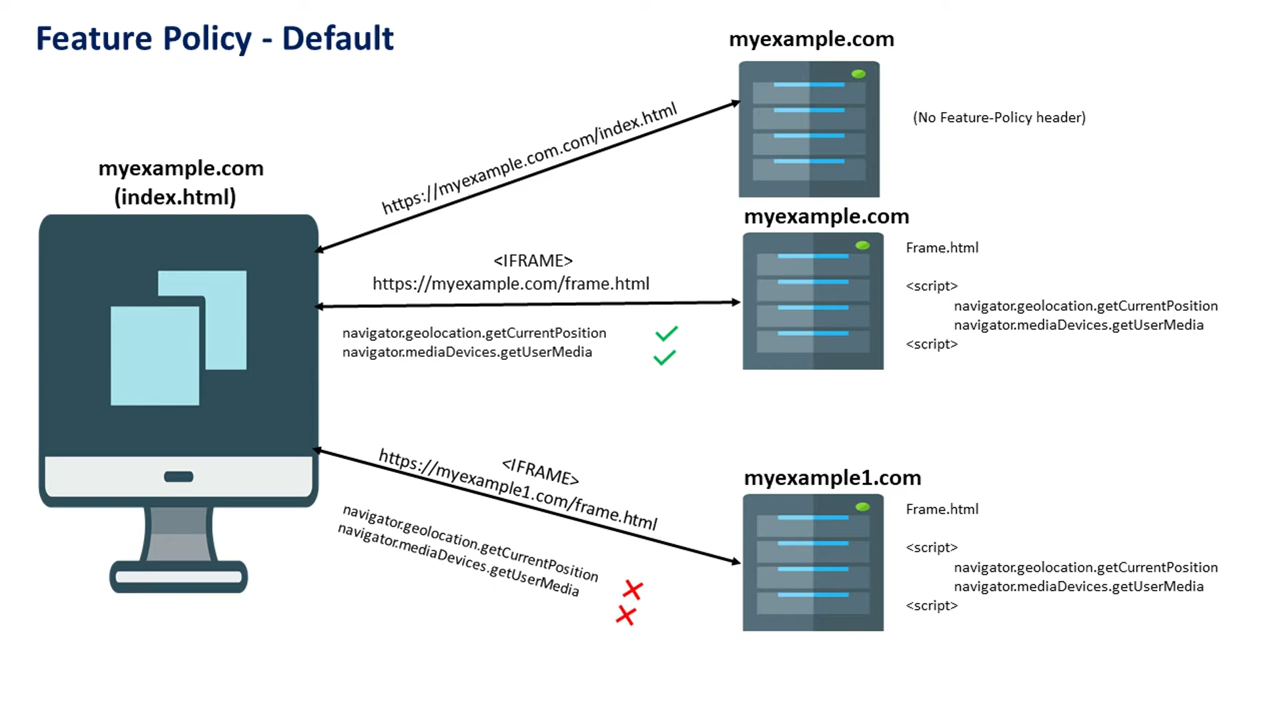 Feature Policy - Default
myexample.com
(No Feature-Policy header)
https://myexample.com.com/index.html
myexample.com
(index.html)
myexample.com
<IFRAME>
https://myexample.com/frame.html
navigator.geolocation.getCurrentPosition
navigator.mediaDevices.getUserMedia
Frame.html
<script>
navigator.geolocation.getCurrentPosition
navigator.mediaDevices.getUserMedia
<script>
<IFRAME>
https://myexample1.com/frame.html
navigator.geolocation.getCurrentPosition
navigator.mediaDevices.getUserMedia
myexample1.com
Frame.html
<script>
navigator.geolocation.getCurrentPosition
navigator.mediaDevices.getUserMedia
<script>